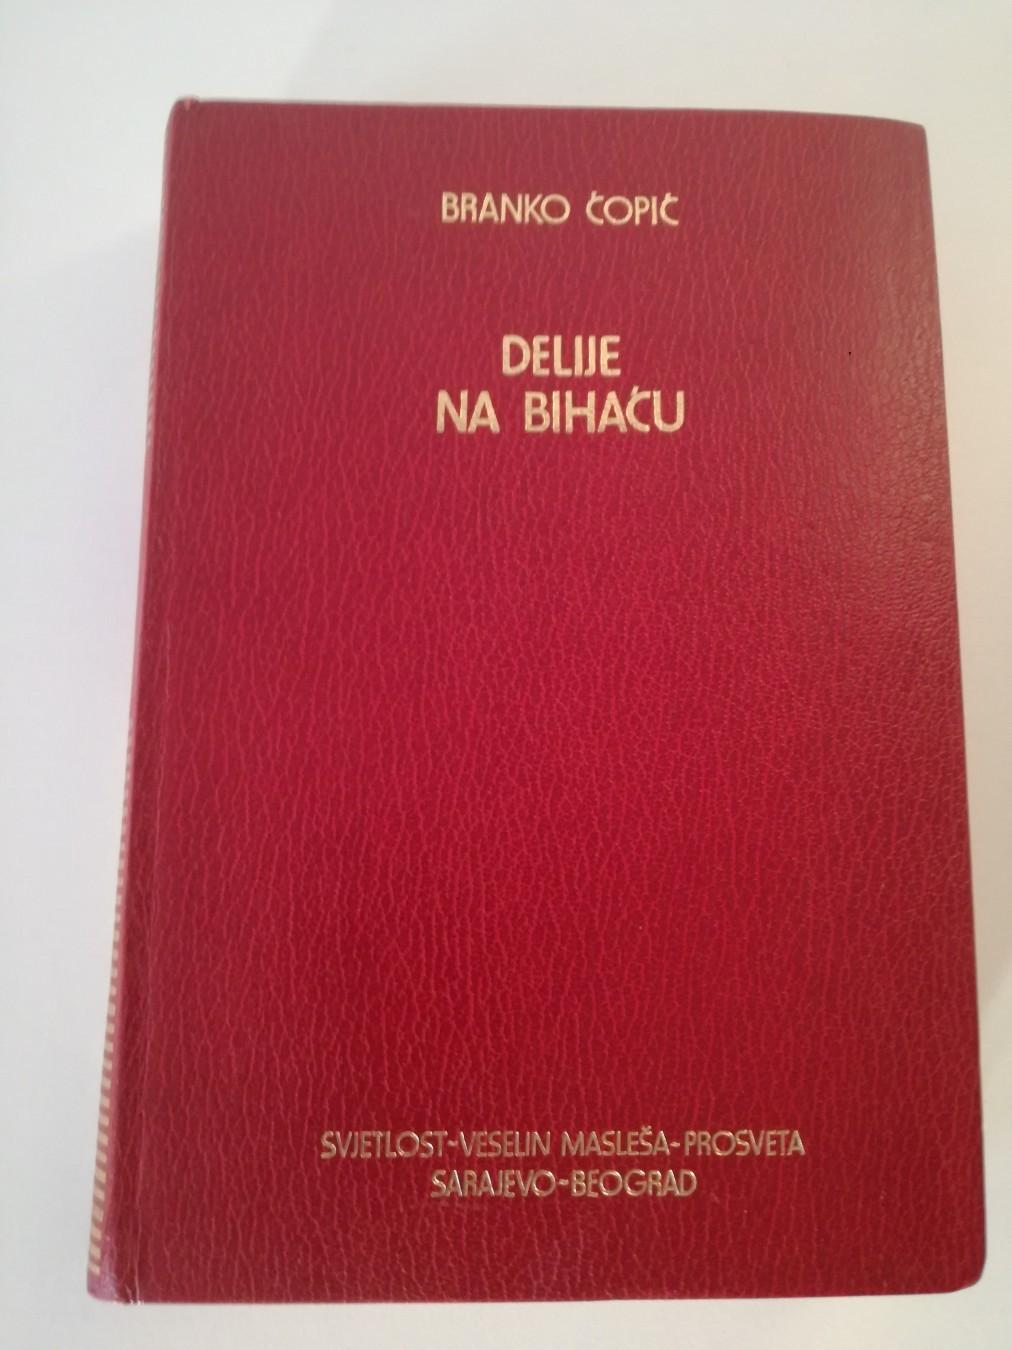 BRANKO ĆOPIĆ
DELIJE
NA BIHAĆU
SVJETLOST-VESELIN MASLEŠA-PROSVETA
SARAJEVO-BEOGRAD